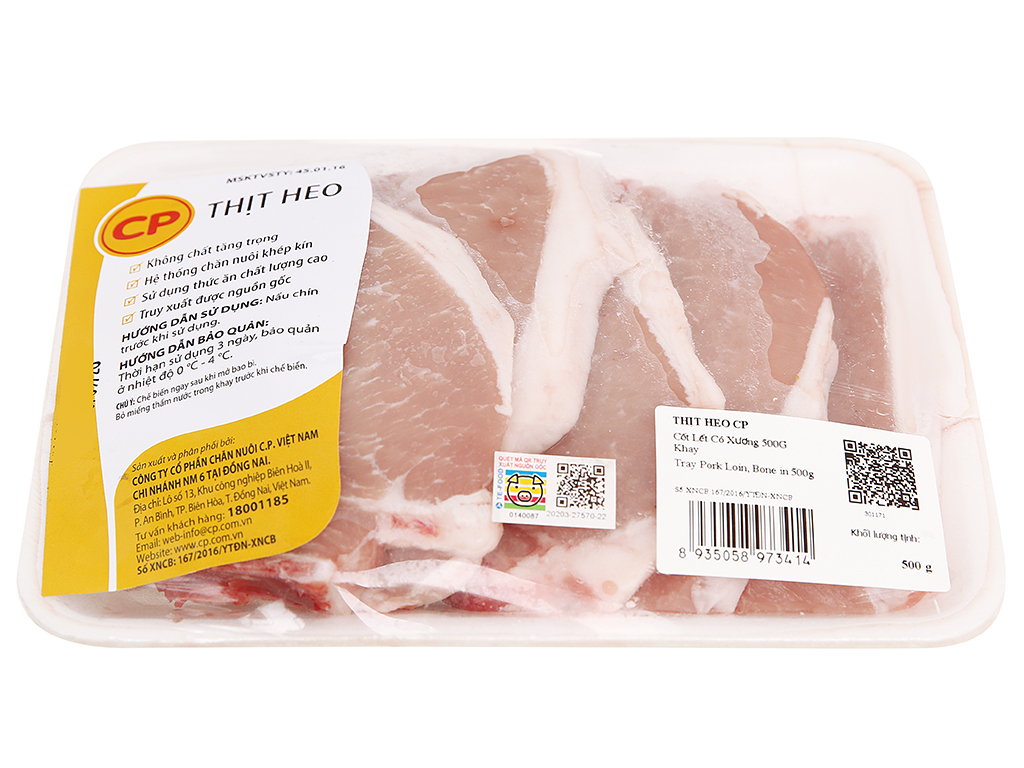 MSKTVSTY: 45.01.16
CP
THỊT HEO
Không chất tăng trọng
Hệ thống chăn nuôi khép kín
Sử dụng thức ăn chất lượng cao
Truy xuất được nguồn gốc
HƯỚNG DẪN SỬ DỤNG: Nấu chín
trước khi sử dụng.
HƯỚNG DẪN BẢO QUẢN:
Thời hạn sử dụng 3 ngày, bảo quản
ở nhiệt độ 0 °C - 4 °C.
CHÚ Ý: Chế biến ngay sau khi mở bao bì.
Bỏ miếng thấm nước trong khay trước khi chế biến.
Sản xuất và phân phối bởi:
CÔNG TY CỔ PHẦN CHĂN NUÔI C.P. VIỆT NAM
CHI NHÁNH NM 6 TẠI ĐỒNG NAI.
Địa chỉ: Lô số 13, Khu công nghiệp Biên Hoà II,
P. An Bình, TP. Biên Hòa, T. Đồng Nai, Việt Nam.
Tư vấn khách hàng: 18001185
Email: web-info@cp.com.vn
Website: www.cp.com.vn
Số XNCB: 167/2016/YTĐN-XNCB
QUÉT MÃ QR TRUY
XUẤT NGUỒN GỐC
TE-FOOD
0140087 20203-27570-22
THỊT HEO CP
Cốt Lết Có Xương 500G
Khay
Tray Pork Loin, Bone in 500g
Số XNCB 167/2016/YTĐN-XNCB
8 935058 973414
301171
Khối lượng tịnh:
500 g